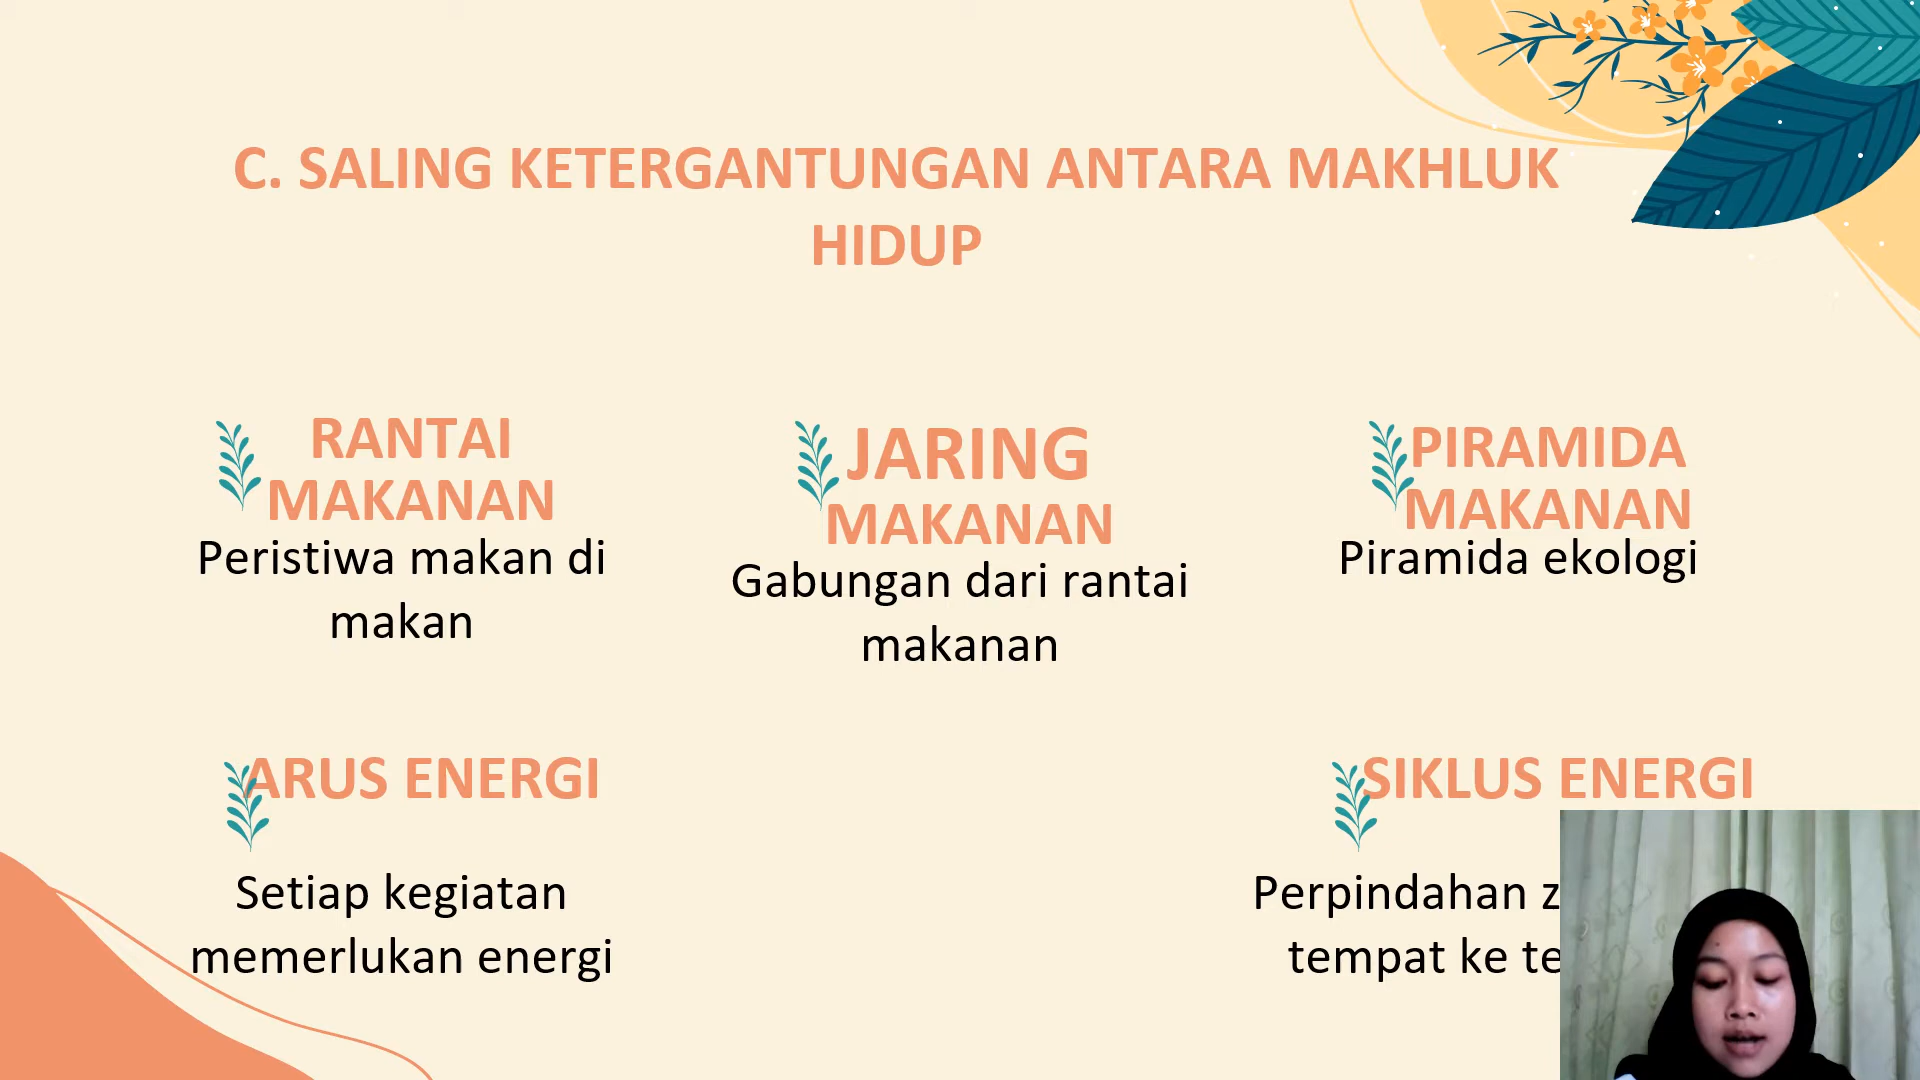 C. SALING KETERGANTUNGAN ANTARA MAKHLUK
HIDUP
RANTAI
MAKANAN
Peristiwa makan di
makan
JARING
MAKANAN
Gabungan dari rantai
makanan
PIRAMIDA
MAKANAN
Piramida ekologi
ARUS ENERGI
Setiap kegiatan
memerlukan energi
SIKLUS ENERGI
Perpindahan
tempat ke